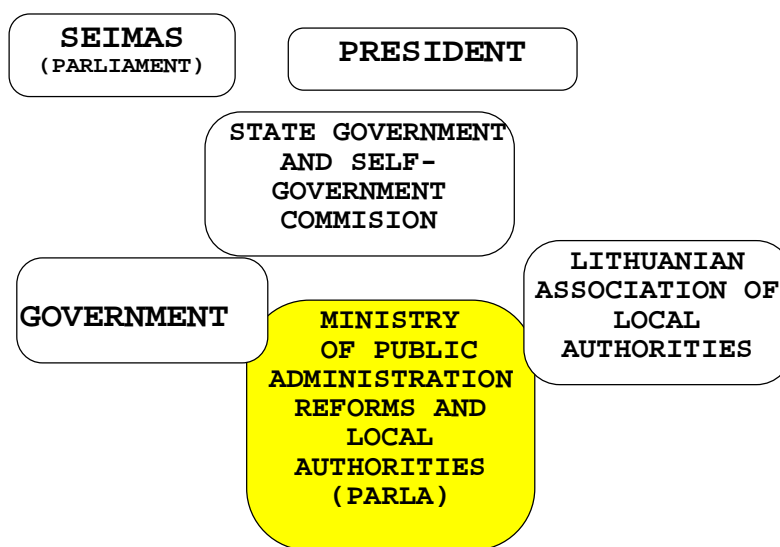 SEIMAS
(PARLIAMENT)
PRESIDENT
STATE GOVERNMENT
AND SELF-
GOVERNMENT
COMMISION
GOVERNMENT
LITHUANIAN
ASSOCIATION OF
LOCAL
AUTHORITIES
MINISTRY
OF PUBLIC
ADMINISTRATION
REFORMS AND
LOCAL
AUTHORITIES
(PARLA)